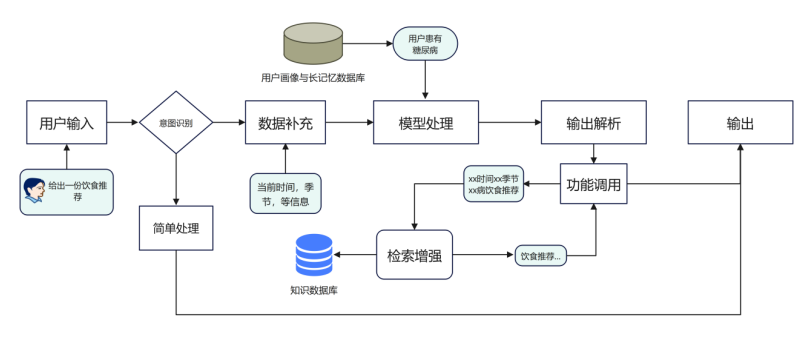 用户患有
糖尿病
用户画像与长记忆数据库
用户输入
意图识别
数据补充
模型处理
输出解析
输出
给出一份饮食推
荐
当前时间，季
节，等信息
xx时间xx季节
xx病饮食推荐
功能调用
简单处理
检索增强
饮食推荐...
知识数据库